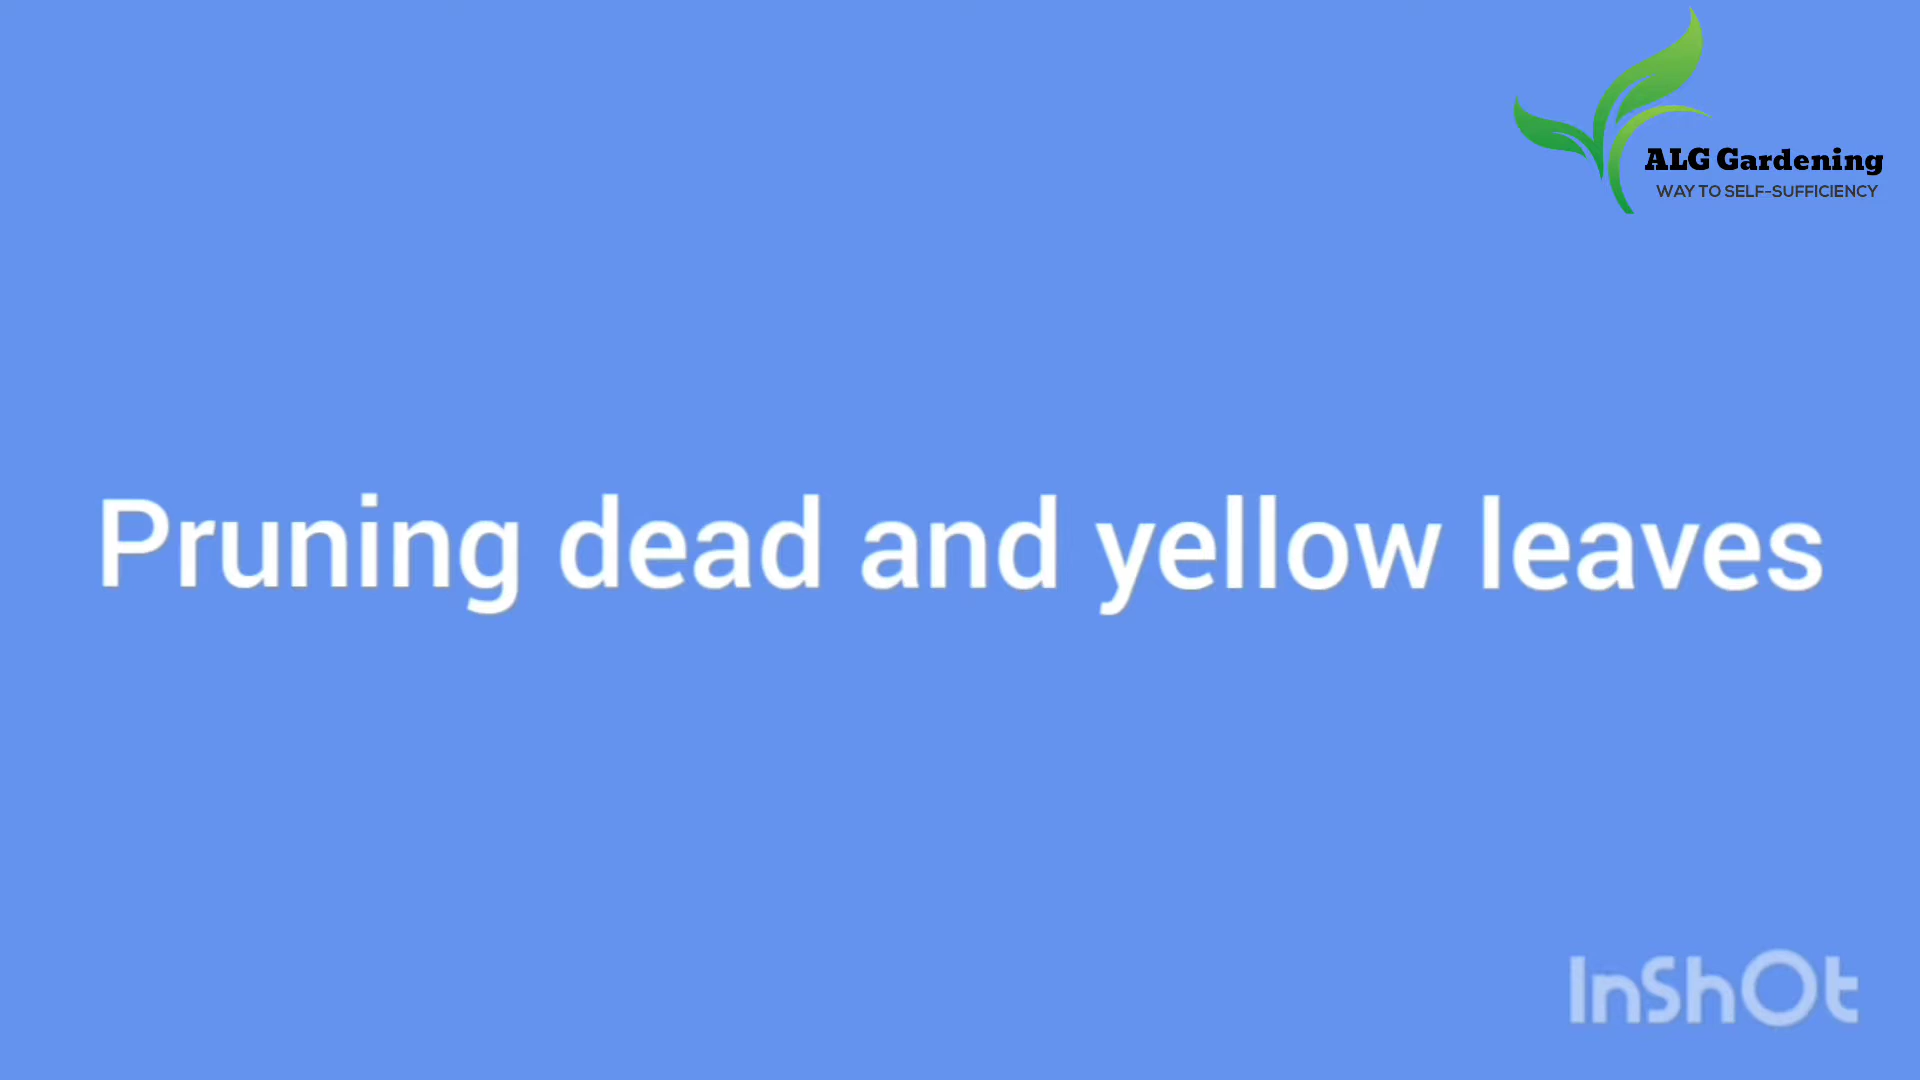 ALG Gardening
WAY TO SELF-SUFFICIENCY
Pruning dead and yellow leaves
InShOt